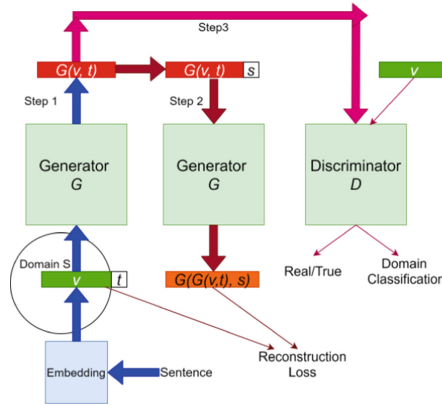 Step3
G(v, t)
G(v, t)
s
v
Step 1
Step 2
Generator
G
Generator
G
Discriminator
D
Domain S
v
t
G(G(v,t), s)
Real/True
Domain
Classification
Embedding
Sentence
Reconstruction
Loss